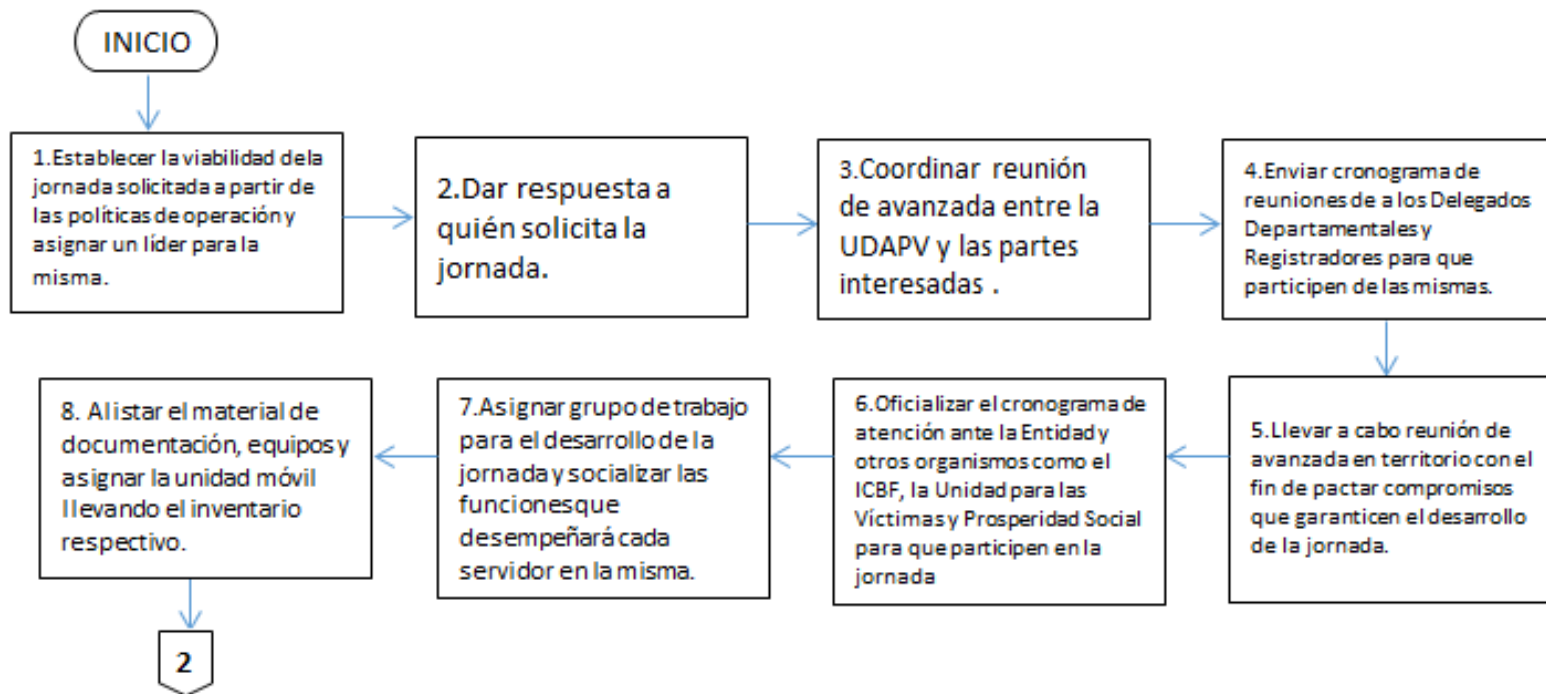 INICIO
1.Establecer la viabilidad dela
jornada solicitada a partir de
las políticas de operación y
asignar un líder para la
misma.
2.Dar respuesta a
quién solicita la
jornada.
3.Coordinar reunión
de avanzada entre la
UDAPV y las partes
interesadas .
4.Enviar cronograma de
reuniones de a los Delegados
Departamentales y
Registradores para que
participen de las mismas.
5.Llevar a cabo reunión de
avanzada en territorio con el
fin de pactar compromisos
que garanticen el desarrollo
de la jornada.
6.Oficializar el cronograma de
atención ante la Entidad y
otros organismos como el
ICBF, la Unidad para las
Víctimas y Prosperidad Social
para que participen en la
jornada
7.Asignar grupo de trabajo
para el desarrollo de la
jornada y socializar las
funciones que
desempeñará cada
servidor en la misma.
8. Alistar el material de
documentación, equipos y
asignar la unidad móvil
llevando el inventario
respectivo.
2